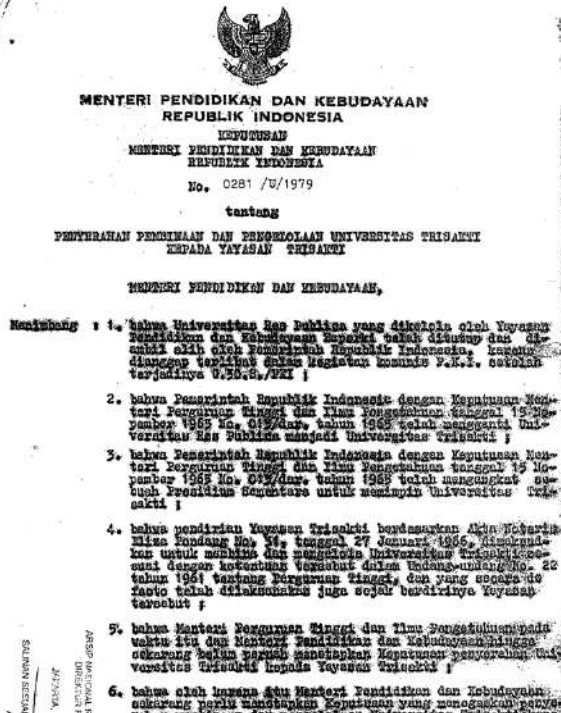 MENTERI PENDIDIKAN DAN KEBUDAYAAN
REPUBLIK INDONESIA
KEPUTUSAN
MENTERI PENDIDIKAN DAN KEBUDAYAAN
REPUBLIK INDONESIA
No. 0281 /U/1979
tentang
PENYERAHAN PEMBINAAN DAN PENGELOLAAN UNIVERSITAS TRISAKTI
KEPADA YAYASAN TRISAKTI
MENTERI PENDIDIKAN DAN KEBUDAYAAN,
Menimbang : 1. bahwa Universitas Res Publica yang dikelola oleh Yayasan
Pendidikan dan Kebudayaan Baperki telah ditutup dan di-
ambil alih oleh Pemerintah Republik Indonesia, karena
dianggap terlibat dalam kegiatan komunis P.K.I. setelah
terjadinya G.30.S./PKI ;
2. bahwa Pemerintah Republik Indonesia dengan Keputusan Men-
teri Perguruan Tinggi dan Ilmu Pengetahuan tanggal 15 No-
pember 1965 No. 013/dar. tahun 1965 telah mengganti Uni-
versitas Res Publica menjadi Universitas Trisakti ;
3. bahwa Pemerintah Republik Indonesia dengan Keputusan Men-
teri Perguruan Tinggi dan Ilmu Pengetahuan tanggal 15 No-
pember 1965 No. 013/dar. tahun 1965 telah mengangkat se-
buah Presidium Sementara untuk memimpin Universitas Tri-
sakti ;
4. bahwa pendirian Yayasan Trisakti berdasarkan Akta Notaris
Eliza Pondang No. 31, tanggal 27 Januari 1966, dimaksud-
kan untuk membina dan mengelola Universitas Trisakti se-
suai dengan ketentuan tersebut dalam Undang-undang No. 22
tahun 1961 tentang Perguruan Tinggi, dan yang secara de
facto telah dilaksanakan juga sejak berdirinya Yayasan
tersebut ;
5. bahwa Menteri Perguruan Tinggi dan Ilmu Pengetahuan pada
waktu itu dan Menteri Pendidikan dan Kebudayaan hingga
sekarang belum pernah menetapkan Keputusan penyerahan Uni-
versitas Trisakti kepada Yayasan Trisakti ;
6. bahwa oleh karena itu Menteri Pendidikan dan Kebudayaan
sekarang perlu menetapkan Keputusan yang menegaskan penye-
ARSIP NASIONAL
DIREKTUR
JAKARTA
SALINAN SESUAI